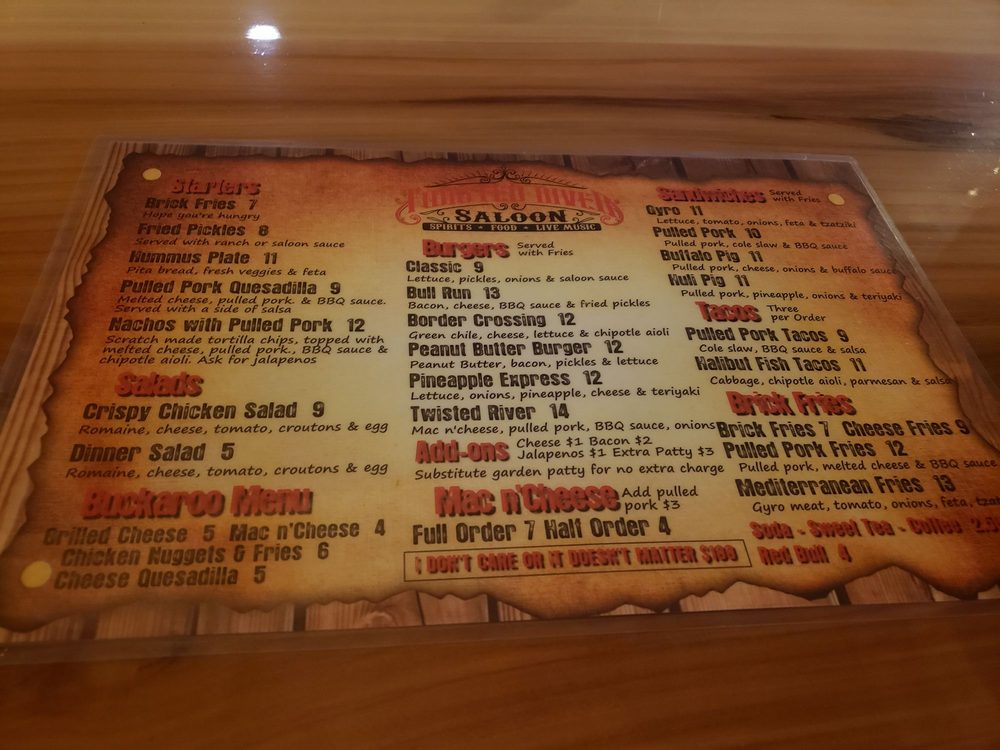 Starters
Brick Fries 7
Hope you're hungry
Fried Pickles 8
Served with ranch or saloon sauce
Hummus Plate 11
Pita bread, fresh veggies & feta
Pulled Pork Quesadilla 9
Melted cheese, pulled pork. & BBQ sauce.
Served with a side of salsa
Nachos with Pulled Pork 12
Scratch made tortilla chips, topped with
melted cheese, pulled pork., BBQ sauce &
chipotle aioli. Ask for jalapenos
Salads
Crispy Chicken Salad 9
Romaine, cheese, tomato, croutons & egg
Dinner Salad 5
Romaine, cheese, tomato, croutons & egg
Buckaroo Menu
Grilled Cheese 5 Mac n'Cheese 4
Chicken Nuggets & Fries 6
Cheese Quesadilla 5
SALOON
SPIRITS • FOOD • LIVE MUSIC
Burgers Served
with Fries
Classic 9
Lettuce, pickles, onions & saloon sauce
Bull Run 13
Bacon, cheese, BBQ sauce & fried pickles
Border Crossing 12
Green chile, cheese, lettuce & chipotle aioli
Peanut Butter Burger 12
Peanut Butter, bacon, pickles & lettuce
Pineapple Express 12
Lettuce, onions, pineapple, cheese & teriyaki
Twisted River 14
Mac n'cheese, pulled pork, BBQ sauce, onions
Add-ons Cheese $1 Bacon $2
Jalapenos $1 Extra Patty $3
Substitute garden patty for no extra charge
Mac n'Cheese Add pulled
pork $3
Full Order 7 Half Order 4
I DON'T CARE OR IT DOESN'T MATTER $100
Sandwiches Served
with Fries
Gyro 11
Lettuce, tomato, onions, feta & tzatziki
Pulled Pork 10
Pulled pork, cole slaw & BBQ sauce
Buffalo Pig 11
Pulled pork, cheese, onions & buffalo sauce
Huli Pig 11
Pulled pork, pineapple, onions & teriyaki
Tacos Three
per Order
Pulled Pork Tacos 9
Cole slaw, BBQ sauce & salsa
Halibut Fish Tacos 11
Cabbage, chipotle aioli, parmesan & salsa
Brick Fries
Brick Fries 7 Cheese Fries 9
Pulled Pork Fries 12
Pulled pork, melted cheese & BBQ sauce
Mediterranean Fries 13
Gyro meat, tomato, onions, feta,
Soda - Sweet Tea - Coffee
Red Bull 4